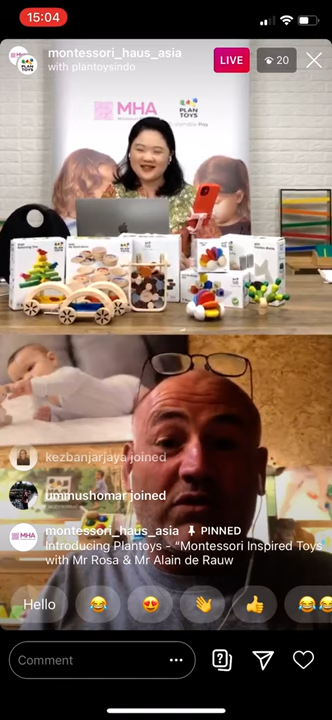 15:04
montessori_haus_asia
with plantoysindo
LIVE
20
MHA
PLAN
TOYS
kezbanjarjaya joined
ummushomar joined
montessori_haus_asia PINNED
Introducing Plantoys - "Montessori Inspired Toys
with Mr Rosa & Mr Alain de Rauw
Hello
Comment